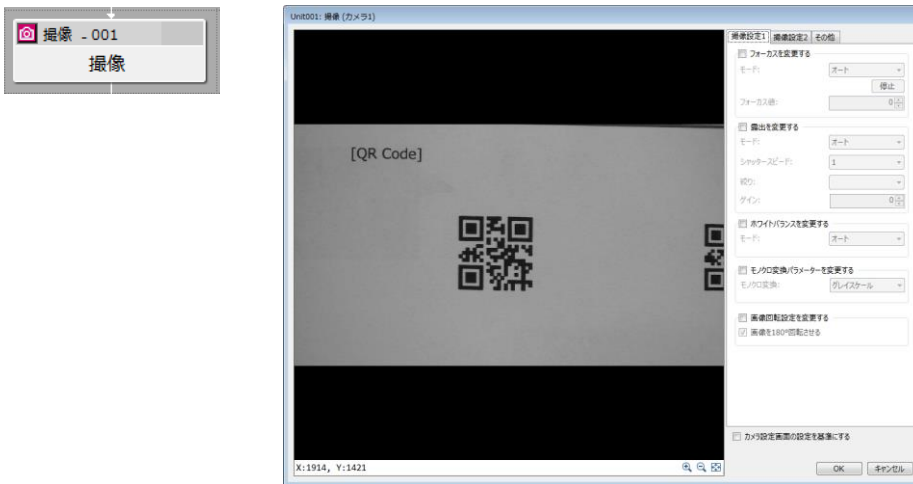 撮像 - 001
撮像
Unit001: 撮像 (カメラ1)
撮像設定1
撮像設定2
その他
フォーカスを変更する
モード:
オート
停止
フォーカス値:
0
露出を変更する
モード:
オート
シャッタースピード:
1
絞り:
ゲイン:
0
ホワイトバランスを変更する
モード:
オート
モノクロ変換パラメーターを変更する
モノクロ変換:
グレイスケール
画像回転設定を変更する
画像を180°回転させる
[QR Code]
カメラ設定画面の設定を基準にする
X:1914, Y:1421
OK
キャンセル